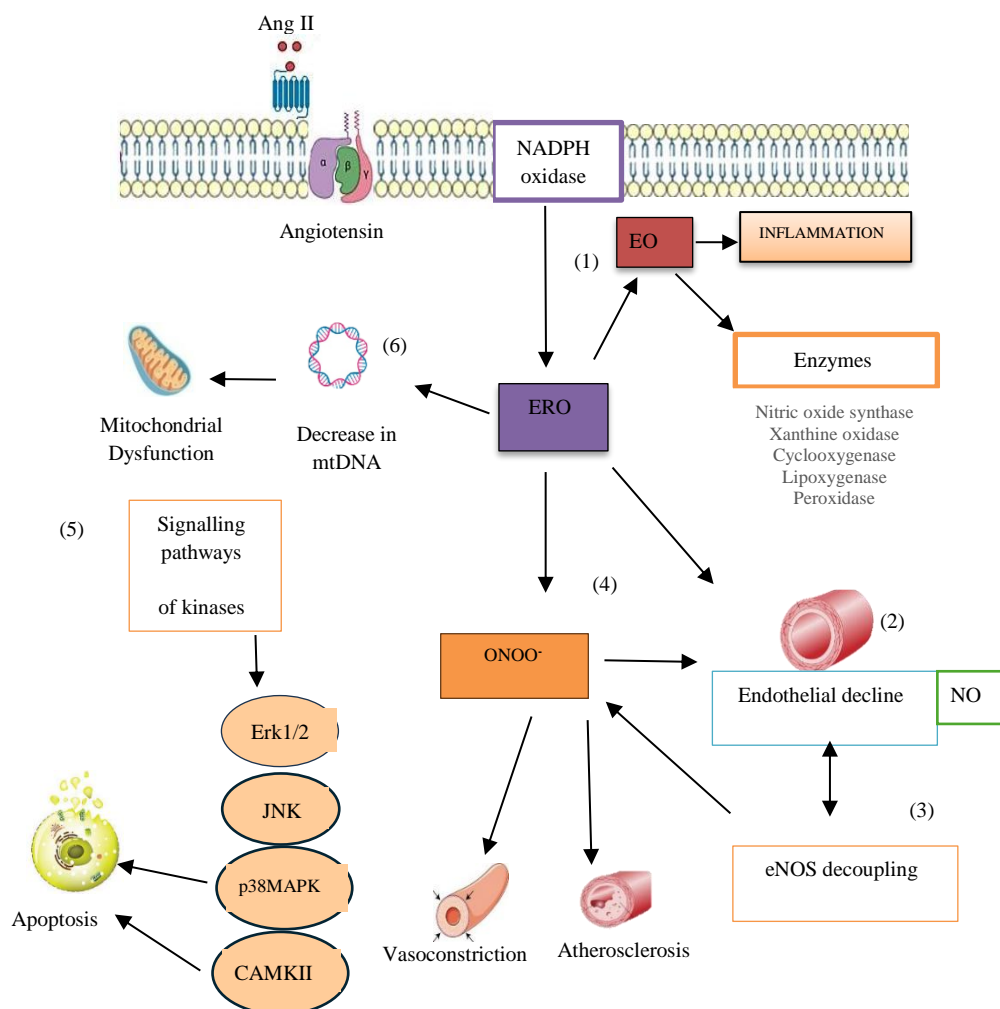 Ang II
NADPH
oxidase
α
β
γ
Angiotensin
EO
INFLAMMATION
(1)
Enzymes
Nitric oxide synthase
Xanthine oxidase
Cyclooxygenase
Lipoxygenase
Peroxidase
(6)
ERO
Mitochondrial
Dysfunction
Decrease in
mtDNA
(5)
Signalling
pathways
of kinases
(4)
(2)
ONOO⁻
Endothelial decline
NO
Erk1/2
JNK
p38MAPK
CAMKII
Apoptosis
(3)
eNOS decoupling
Vasoconstriction
Atherosclerosis